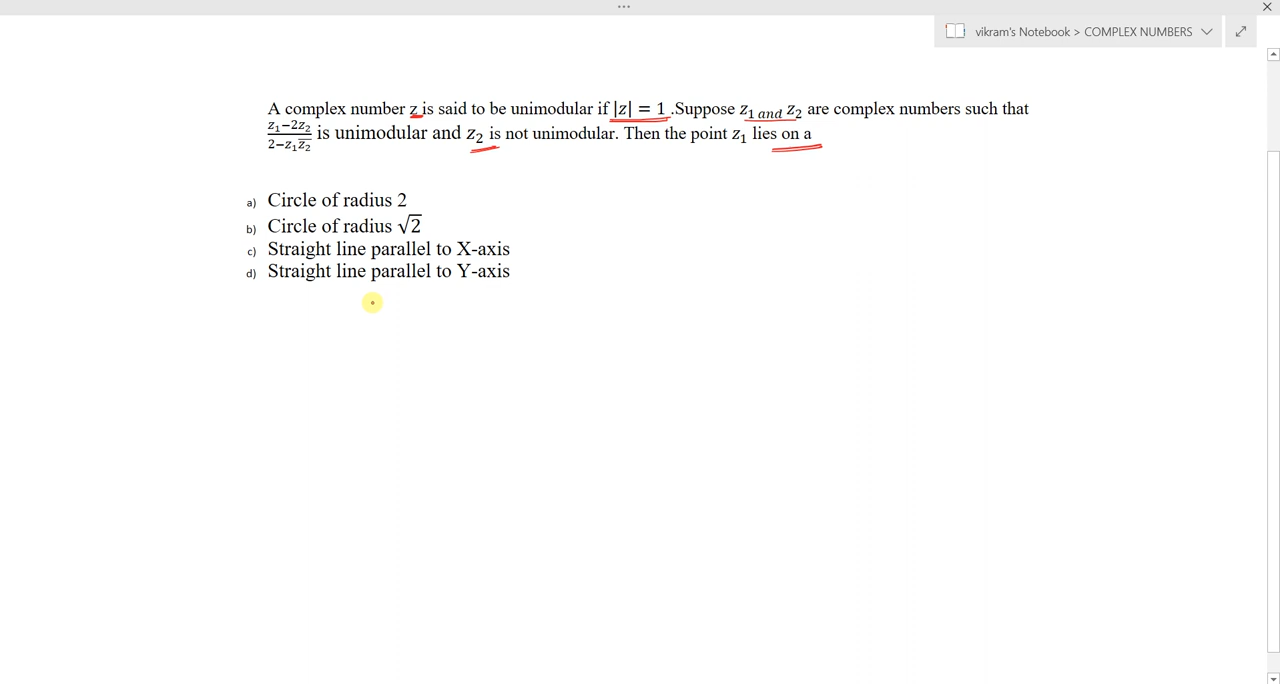 vikram's Notebook > COMPLEX NUMBERS
A complex number z is said to be unimodular if |z| = 1 .Suppose z₁ and z₂ are complex numbers such that
(z₁−2z₂)/(2−z₁z̅₂) is unimodular and z₂ is not unimodular. Then the point z₁ lies on a
a) Circle of radius 2
b) Circle of radius √2
c) Straight line parallel to X-axis
d) Straight line parallel to Y-axis